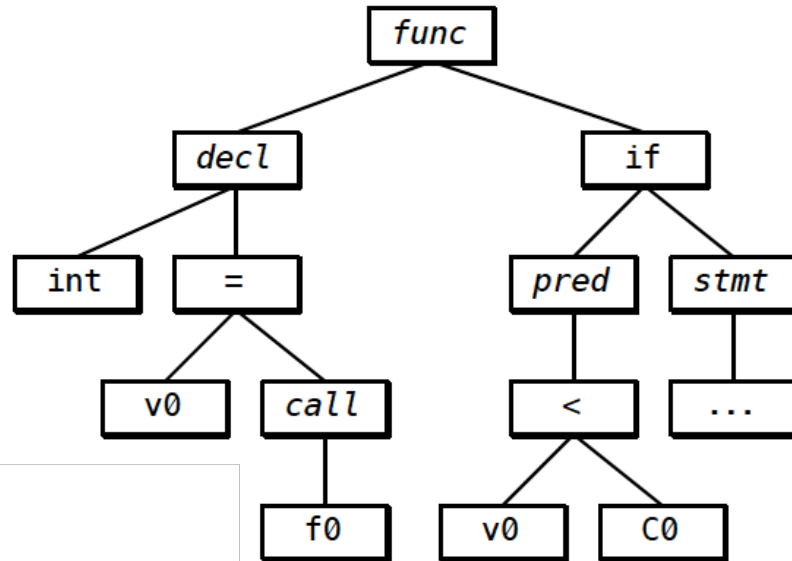 func
decl if
int = pred stmt
v0 call < ...
f0 v0 C0